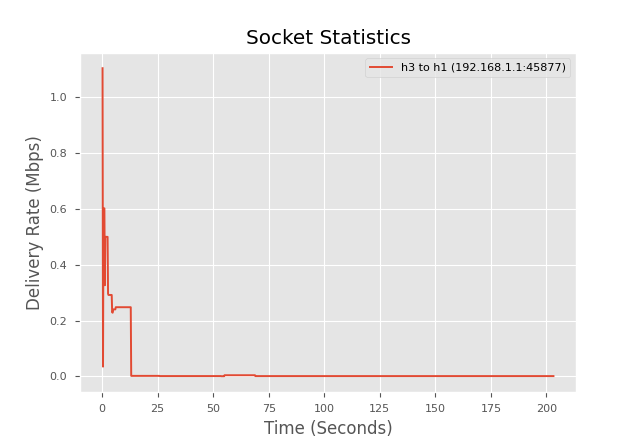 Socket Statistics
h3 to h1 (192.168.1.1:45877)
Delivery Rate (Mbps)
1.0
0.8
0.6
0.4
0.2
0.0
0 25 50 75 100 125 150 175 200
Time (Seconds)